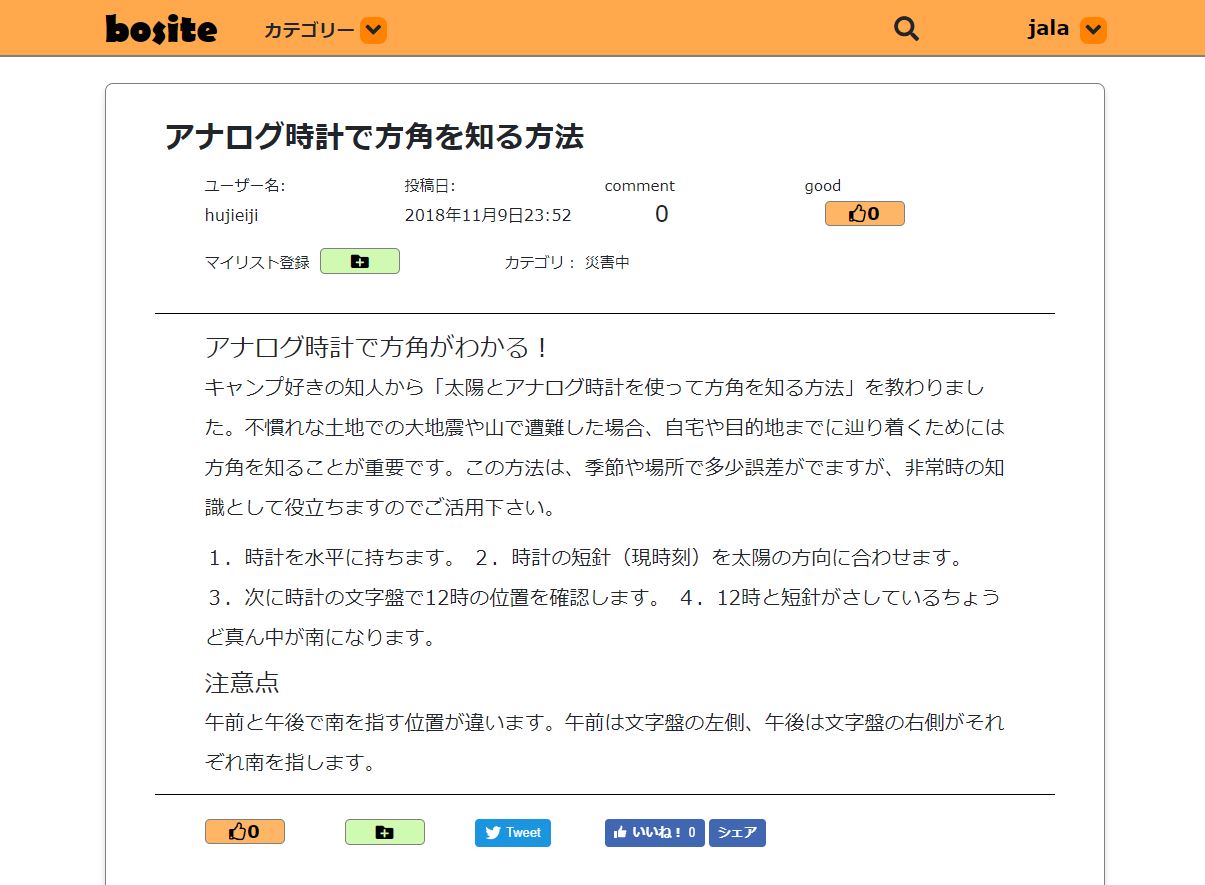 bosite カテゴリー jala
アナログ時計で方角を知る方法
ユーザー名: 投稿日: comment good
hujieiji 2018年11月9日23:52 0 0
マイリスト登録 カテゴリ： 災害中
アナログ時計で方角がわかる！
キャンプ好きの知人から「太陽とアナログ時計を使って方角を知る方法」を教わりまし
た。不慣れな土地での大地震や山で遭難した場合、自宅や目的地までに辿り着くためには
方角を知ることが重要です。この方法は、季節や場所で多少誤差がでますが、非常時の知
識として役立ちますのでご活用下さい。
１．時計を水平に持ちます。 ２．時計の短針（現時刻）を太陽の方向に合わせます。
３．次に時計の文字盤で12時の位置を確認します。 ４．12時と短針がさしているちょう
ど真ん中が南になります。
注意点
午前と午後で南を指す位置が違います。午前は文字盤の左側、午後は文字盤の右側がそれ
ぞれ南を指します。
0 Tweet いいね！ 0 シェア